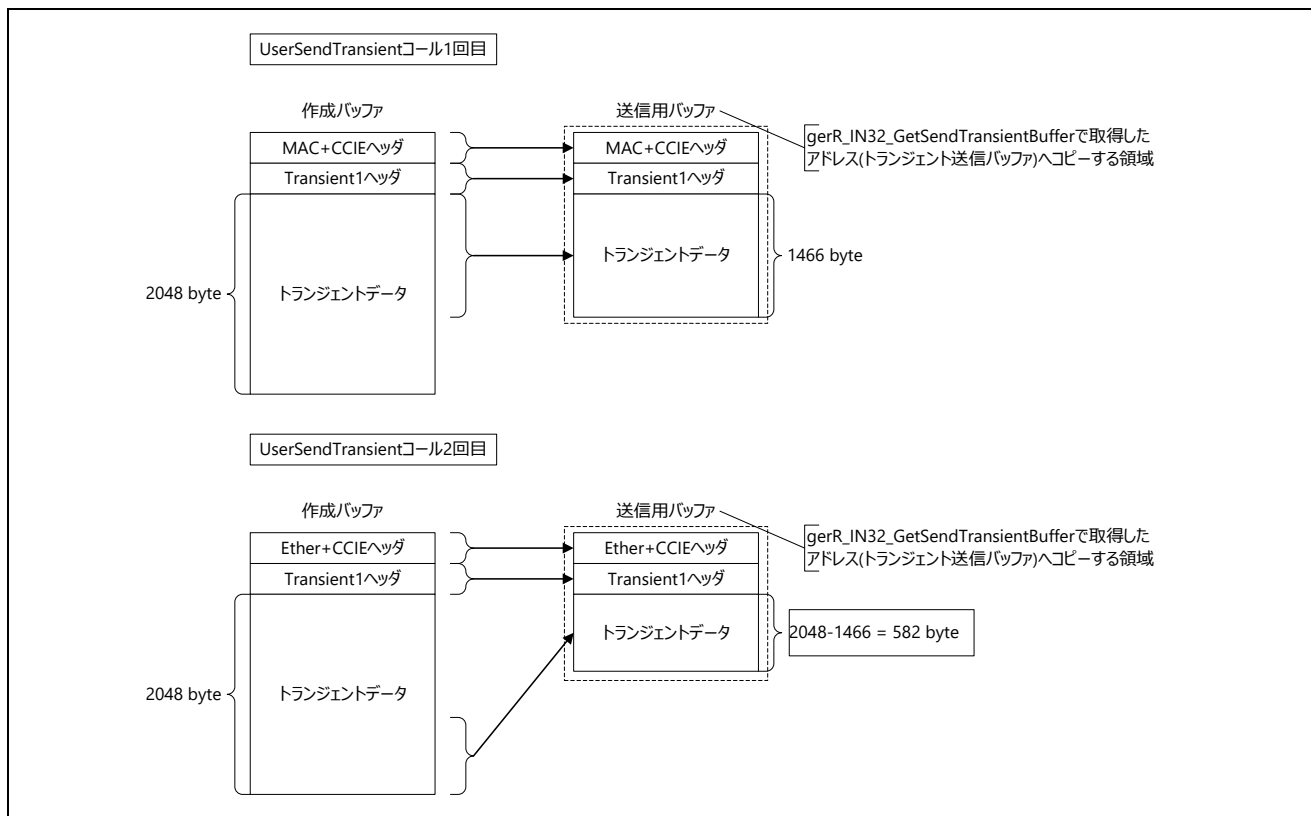 UserSendTransientコール1回目
作成バッファ
送信用バッファ
gerR_IN32_GetSendTransientBufferで取得した
アドレス(トランジェント送信バッファ)へコピーする領域
MAC+CCIEヘッダ
MAC+CCIEヘッダ
Transient1ヘッダ
Transient1ヘッダ
トランジェントデータ
1466 byte
2048 byte
トランジェントデータ
UserSendTransientコール2回目
作成バッファ
送信用バッファ
gerR_IN32_GetSendTransientBufferで取得した
アドレス(トランジェント送信バッファ)へコピーする領域
Ether+CCIEヘッダ
Ether+CCIEヘッダ
Transient1ヘッダ
Transient1ヘッダ
トランジェントデータ
2048-1466 = 582 byte
2048 byte
トランジェントデータ